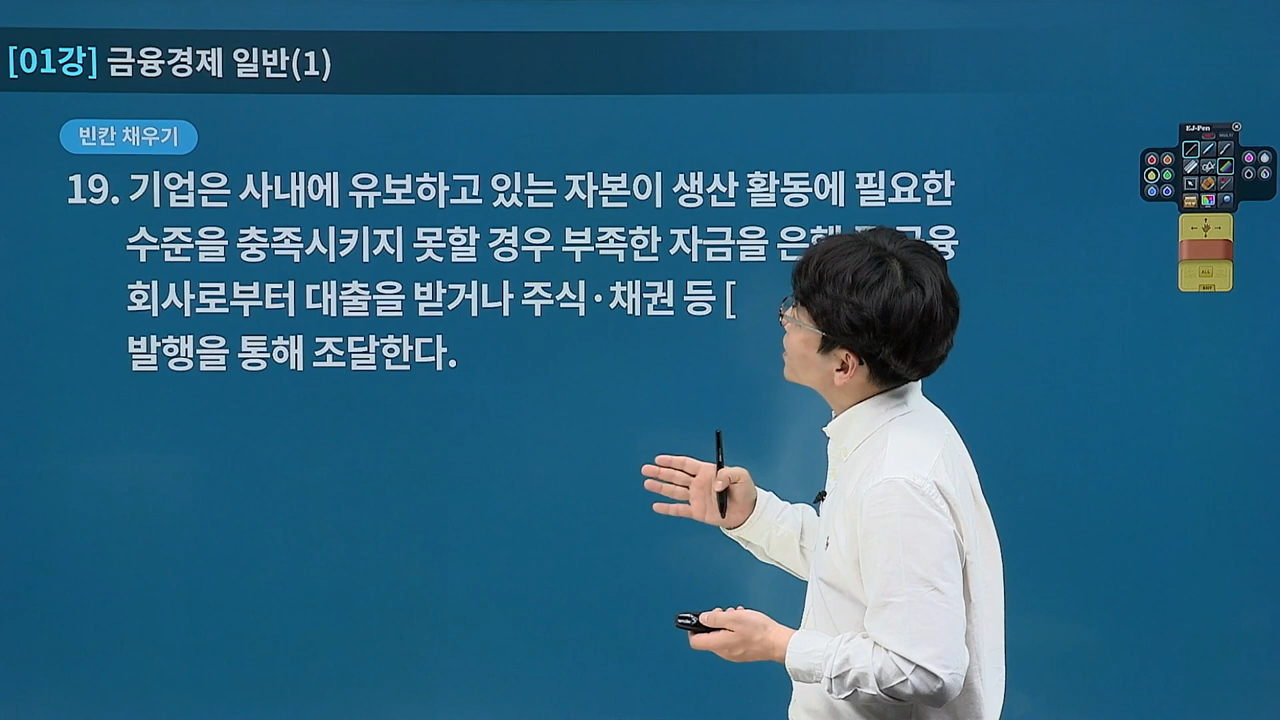 [01강] 금융경제 일반(1)
빈칸 채우기
19. 기업은 사내에 유보하고 있는 자본이 생산 활동에 필요한
수준을 충족시키지 못할 경우 부족한 자금을 은행 금융
회사로부터 대출을 받거나 주식·채권 등 [
발행을 통해 조달한다.
EJ-Pen